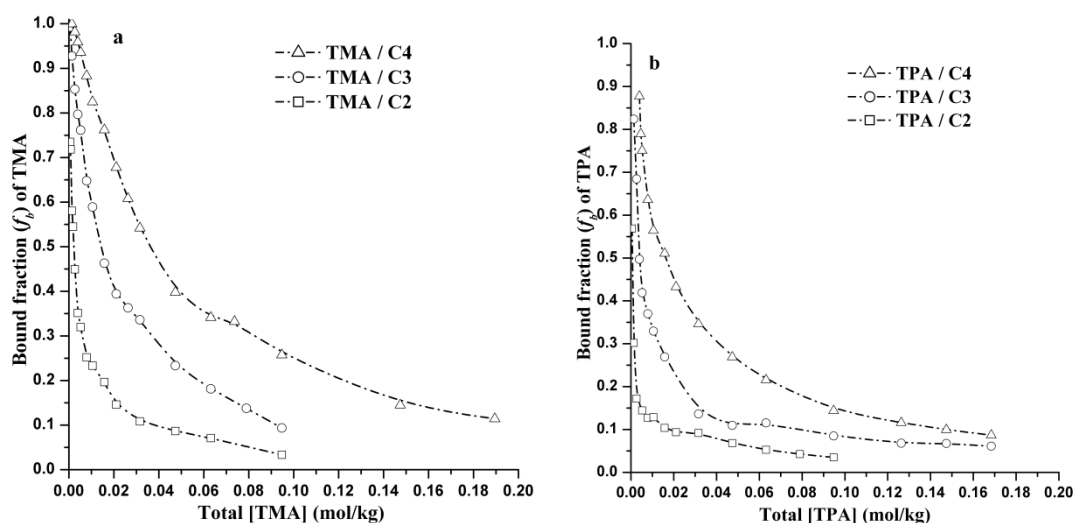 a
TMA / C4
TMA / C3
TMA / C2
Bound fraction (f_b) of TMA
1.0
0.9
0.8
0.7
0.6
0.5
0.4
0.3
0.2
0.1
0.0
0.00 0.02 0.04 0.06 0.08 0.10 0.12 0.14 0.16 0.18 0.20
Total [TMA] (mol/kg)
b
TPA / C4
TPA / C3
TPA / C2
Bound fraction (f_b) of TPA
1.0
0.9
0.8
0.7
0.6
0.5
0.4
0.3
0.2
0.1
0.0
0.00 0.02 0.04 0.06 0.08 0.10 0.12 0.14 0.16 0.18 0.20
Total [TPA] (mol/kg)